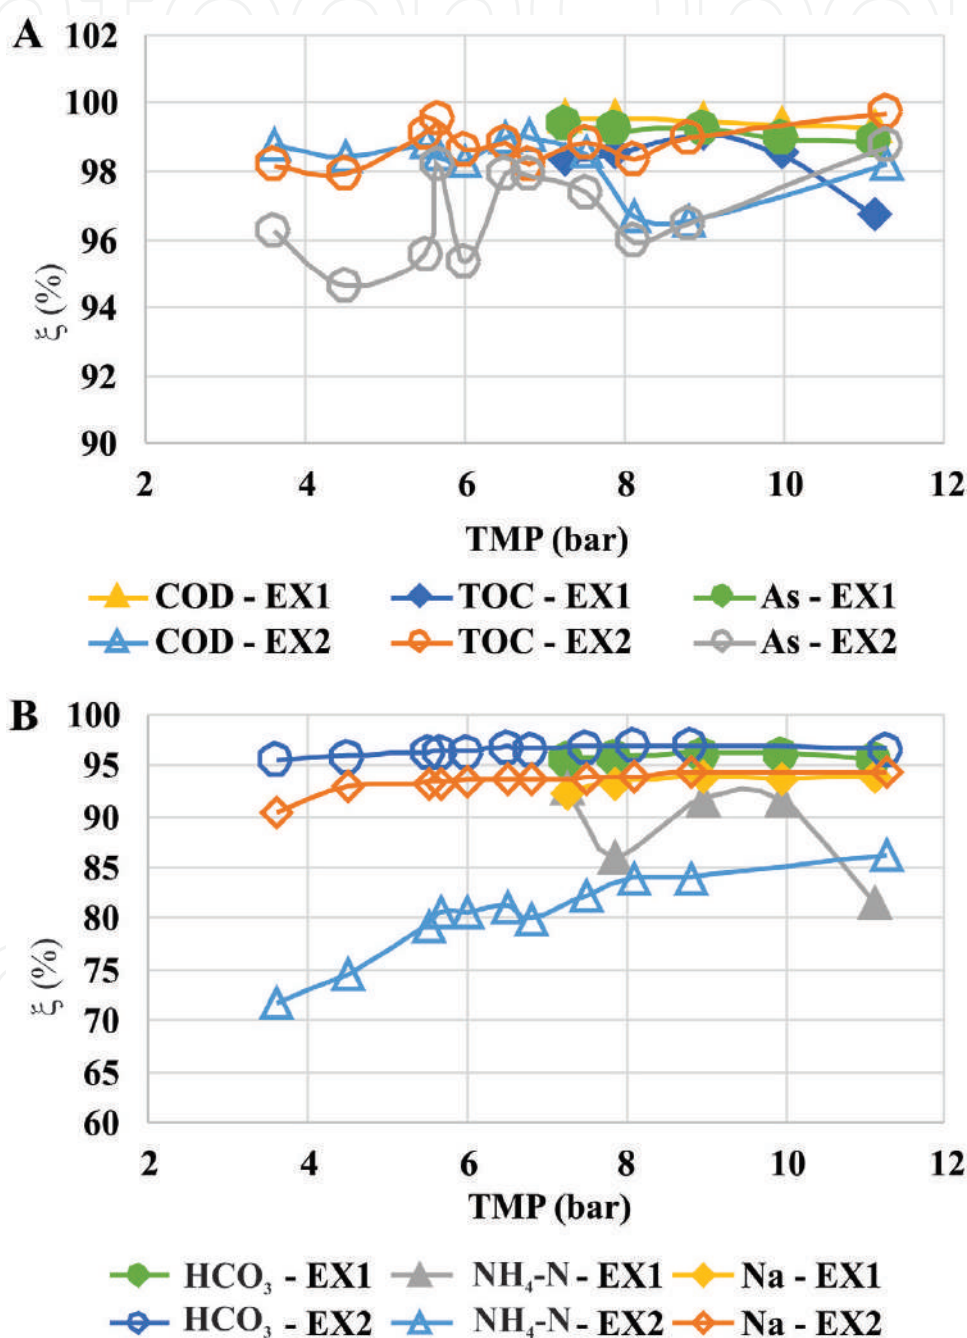 A
102
100
98
96
94
92
90
ξ (%)
2 4 6 8 10 12
TMP (bar)
COD - EX1 TOC - EX1 As - EX1
COD - EX2 TOC - EX2 As - EX2
B
100
95
90
85
80
75
70
65
60
ξ (%)
2 4 6 8 10 12
TMP (bar)
HCO₃ - EX1 NH₄-N - EX1 Na - EX1
HCO₃ - EX2 NH₄-N - EX2 Na - EX2